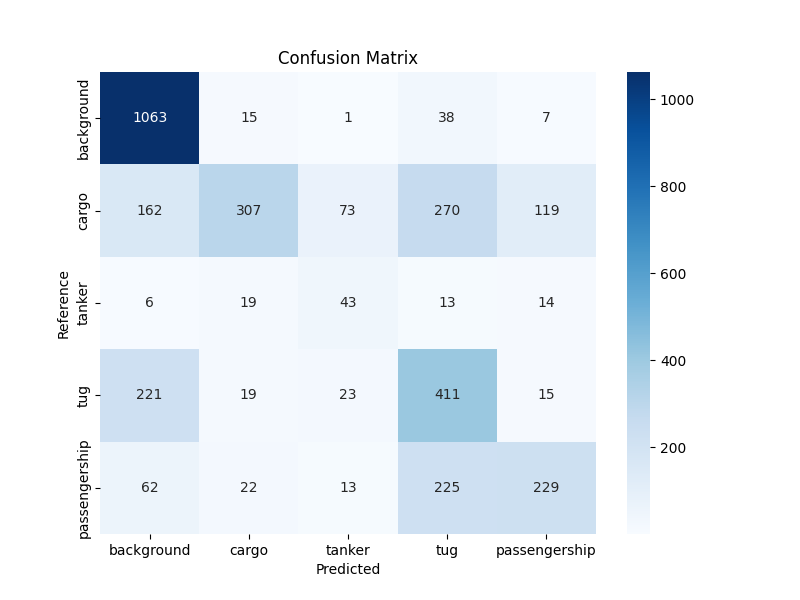 Confusion Matrix
background 1063 15 1 38 7
cargo 162 307 73 270 119
tanker 6 19 43 13 14
tug 221 19 23 411 15
passengership 62 22 13 225 229
Reference
background cargo tanker tug passengership
Predicted
1000
800
600
400
200